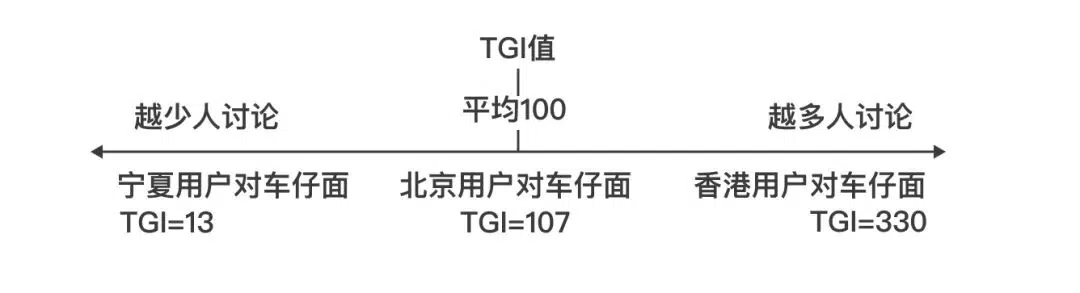 TGI值
平均100
越少人讨论
越多人讨论
宁夏用户对车仔面
TGI=13
北京用户对车仔面
TGI=107
香港用户对车仔面
TGI=330